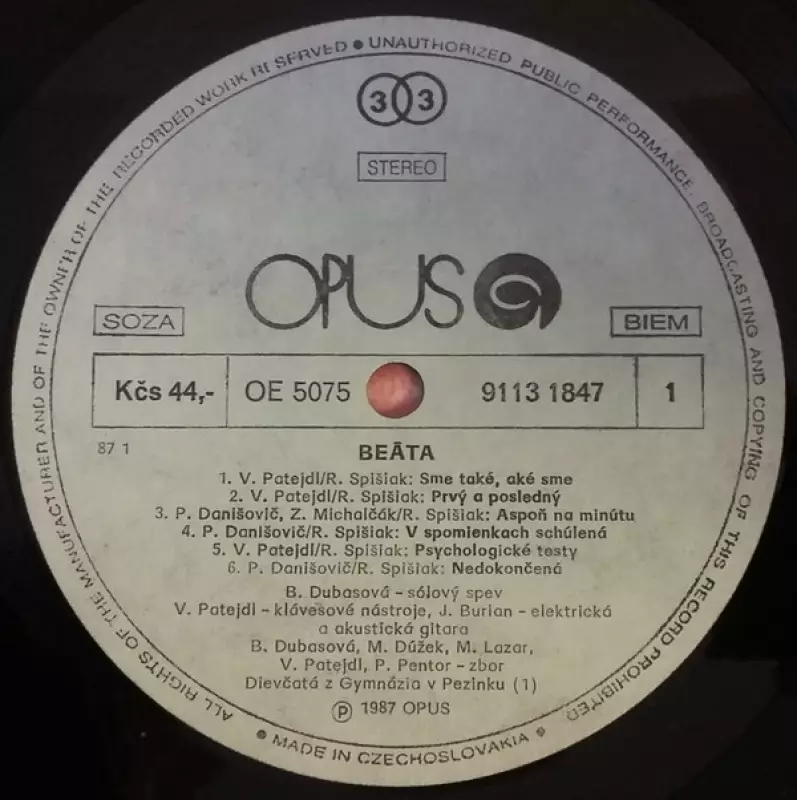 ALL RIGHTS OF THE MANUFACTURER AND OF THE OWNER OF THE RECORDED WORK RESERVED ● UNAUTHORIZED PUBLIC PERFORMANCE, BROADCASTING AND COPYING OF THIS RECORD PROHIBITED
33
STEREO
OPUS
SOZA
BIEM
Kčs 44,- OE 5075 9113 1847 1
87 1
BEÁTA
1. V. Patejdl/R. Spišiak: Sme také, aké sme
2. V. Patejdl/R. Spišiak: Prvý a posledný
3. P. Danišovič, Z. Michalčák/R. Spišiak: Aspoň na minútu
4. P. Danišovič/R. Spišiak: V spomienkach schúlená
5. V. Patejdl/R. Spišiak: Psychologické testy
6. P. Danišovič/R. Spišiak: Nedokončená
B. Dubasová - sólový spev
V. Patejdl - klávesové nástroje, J. Burian - elektrická
a akustická gitara
B. Dubasová, M. Dúžek, M. Lazar,
V. Patejdl, P. Pentor - zbor
Dievčatá z Gymnázia v Pezinku (1)
Ⓟ 1987 OPUS
● MADE IN CZECHOSLOVAKIA ●